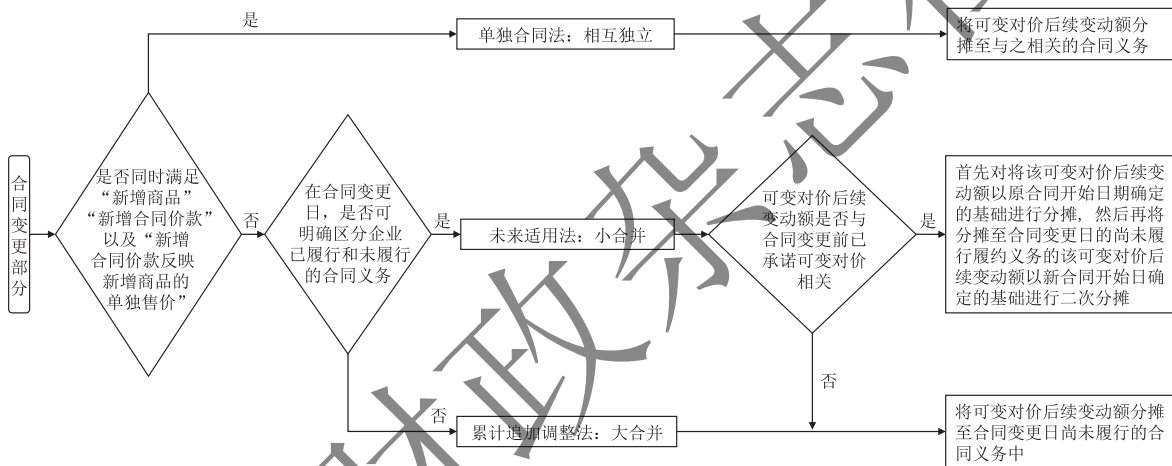 合
同
变
更
部
分
是否同时满足
“新增商品”
“新增合同价款”
以及“新增
合同价款反映
新增商品的
单独售价”
是
单独合同法：相互独立
将可变对价后续变动额分
摊至与之相关的合同义务
否
在合同变更
日，是否可
明确区分企业
已履行和未履行
的合同义务
是
未来适用法：小合并
可变对价后续
变动额是否与
合同变更前已
承诺可变对价
相关
是
首先对将该可变对价后续变
动额以原合同开始日期确定
的基础进行分摊，然后再将
分摊至合同变更日的尚未履
行履约义务的该可变对价后
续变动额以新合同开始日确
定的基础进行二次分摊
否
累计追加调整法：大合并
否
将可变对价后续变动额分摊
至合同变更日尚未履行的合
同义务中
财政杂志社